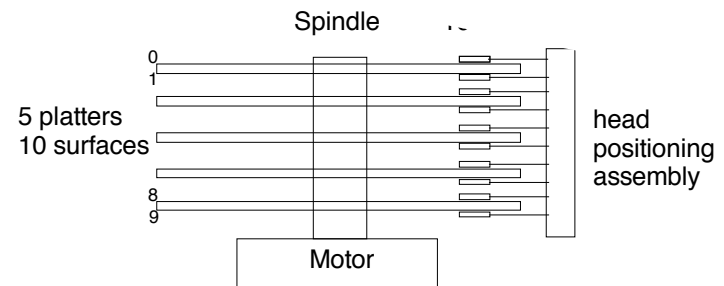 Spindle
0
1
5 platters
10 surfaces
head
positioning
assembly
8
9
Motor